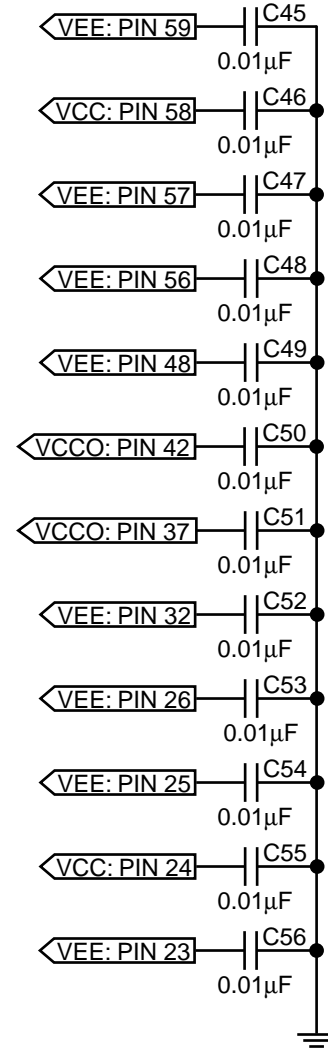 VEE: PIN 59 C45
0.01µF
VCC: PIN 58 C46
0.01µF
VEE: PIN 57 C47
0.01µF
VEE: PIN 56 C48
0.01µF
VEE: PIN 48 C49
0.01µF
VCCO: PIN 42 C50
0.01µF
VCCO: PIN 37 C51
0.01µF
VEE: PIN 32 C52
0.01µF
VEE: PIN 26 C53
0.01µF
VEE: PIN 25 C54
0.01µF
VCC: PIN 24 C55
0.01µF
VEE: PIN 23 C56
0.01µF